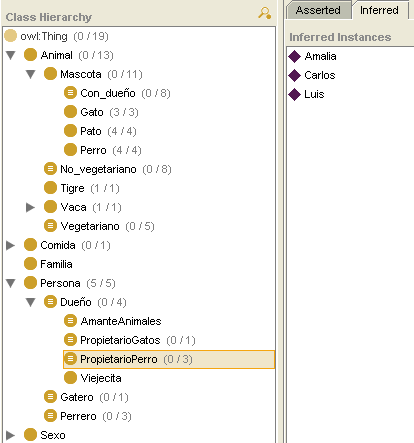 Class Hierarchy
owl:Thing (0 / 19)
Animal (0 / 13)
Mascota (0 / 11)
Con_dueño (0 / 8)
Gato (3 / 3)
Pato (4 / 4)
Perro (4 / 4)
No_vegetariano (0 / 8)
Tigre (1 / 1)
Vaca (1 / 1)
Vegetariano (0 / 5)
Comida (0 / 1)
Familia
Persona (5 / 5)
Dueño (0 / 4)
AmanteAnimales
PropietarioGatos (0 / 1)
PropietarioPerro (0 / 3)
Viejecita
Gatero (0 / 1)
Perrero (0 / 3)
Sexo
Asserted Inferred
Inferred Instances
Amalia
Carlos
Luis